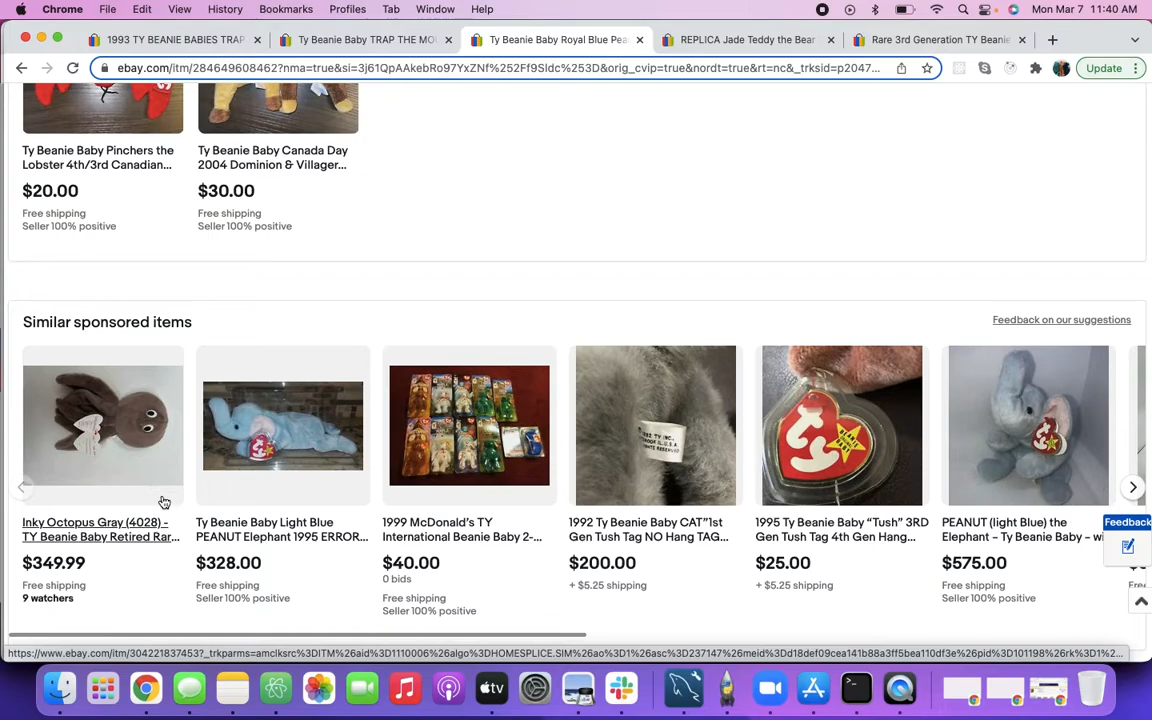 Chrome File Edit View History Bookmarks Profiles Tab Window Help Mon Mar 7 11:40 AM
1993 TY BEANIE BABIES TRAP Ty Beanie Baby TRAP THE MO Ty Beanie Baby Royal Blue Pea REPLICA Jade Teddy the Bear Rare 3rd Generation TY Beanie
ebay.com/itm/284649608462?nma=true&si=3j61QpAAkebRo97YxZNf%252Ff9SIdc%253D&orig_cvip=true&nordt=true&rt=nc&_trksid=p2047... Update
Ty Beanie Baby Pinchers the
Lobster 4th/3rd Canadian...
$20.00
Free shipping
Seller 100% positive
Ty Beanie Baby Canada Day
2004 Dominion & Villager...
$30.00
Free shipping
Seller 100% positive
Similar sponsored items
Feedback on our suggestions
Inky Octopus Gray (4028) -
TY Beanie Baby Retired Rar...
$349.99
Free shipping
9 watchers
Ty Beanie Baby Light Blue
PEANUT Elephant 1995 ERROR...
$328.00
Free shipping
Seller 100% positive
1999 McDonald's TY
International Beanie Baby 2-...
$40.00
0 bids
Free shipping
Seller 100% positive
1992 Ty Beanie Baby CAT"1st
Gen Tush Tag NO Hang TAG...
$200.00
+ $5.25 shipping
1995 Ty Beanie Baby "Tush" 3RD
Gen Tush Tag 4th Gen Hang...
$25.00
+ $5.25 shipping
PEANUT (light Blue) the
Elephant - Ty Beanie Baby - wi
$575.00
Free shipping
Seller 100% positive
Feedback
https://www.ebay.com/itm/304221837453?_trkparms=amclksrc%3DITM%26aid%3D1110006%26algo%3DHOMESPLICE.SIM%26ao%3D1%26asc%3D237147%26meid%3Dd18def09cea141b88a3ff5bea110df3e%26pid%3D101198%26rk%3D1%2...